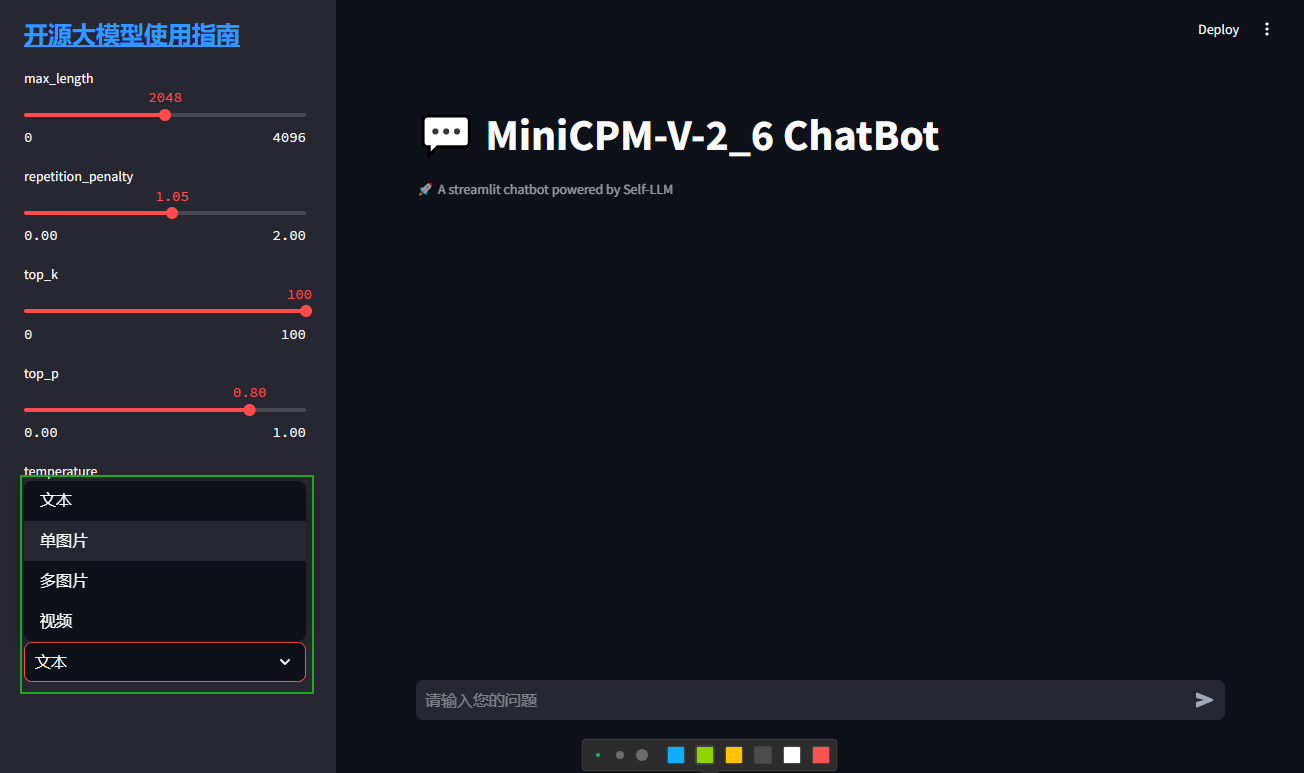 开源大模型使用指南
max_length
2048
0 4096
repetition_penalty
1.05
0.00 2.00
top_k
100
0 100
top_p
0.80
0.00 1.00
temperature
文本
单图片
多图片
视频
文本
Deploy
MiniCPM-V-2_6 ChatBot
A streamlit chatbot powered by Self-LLM
请输入您的问题